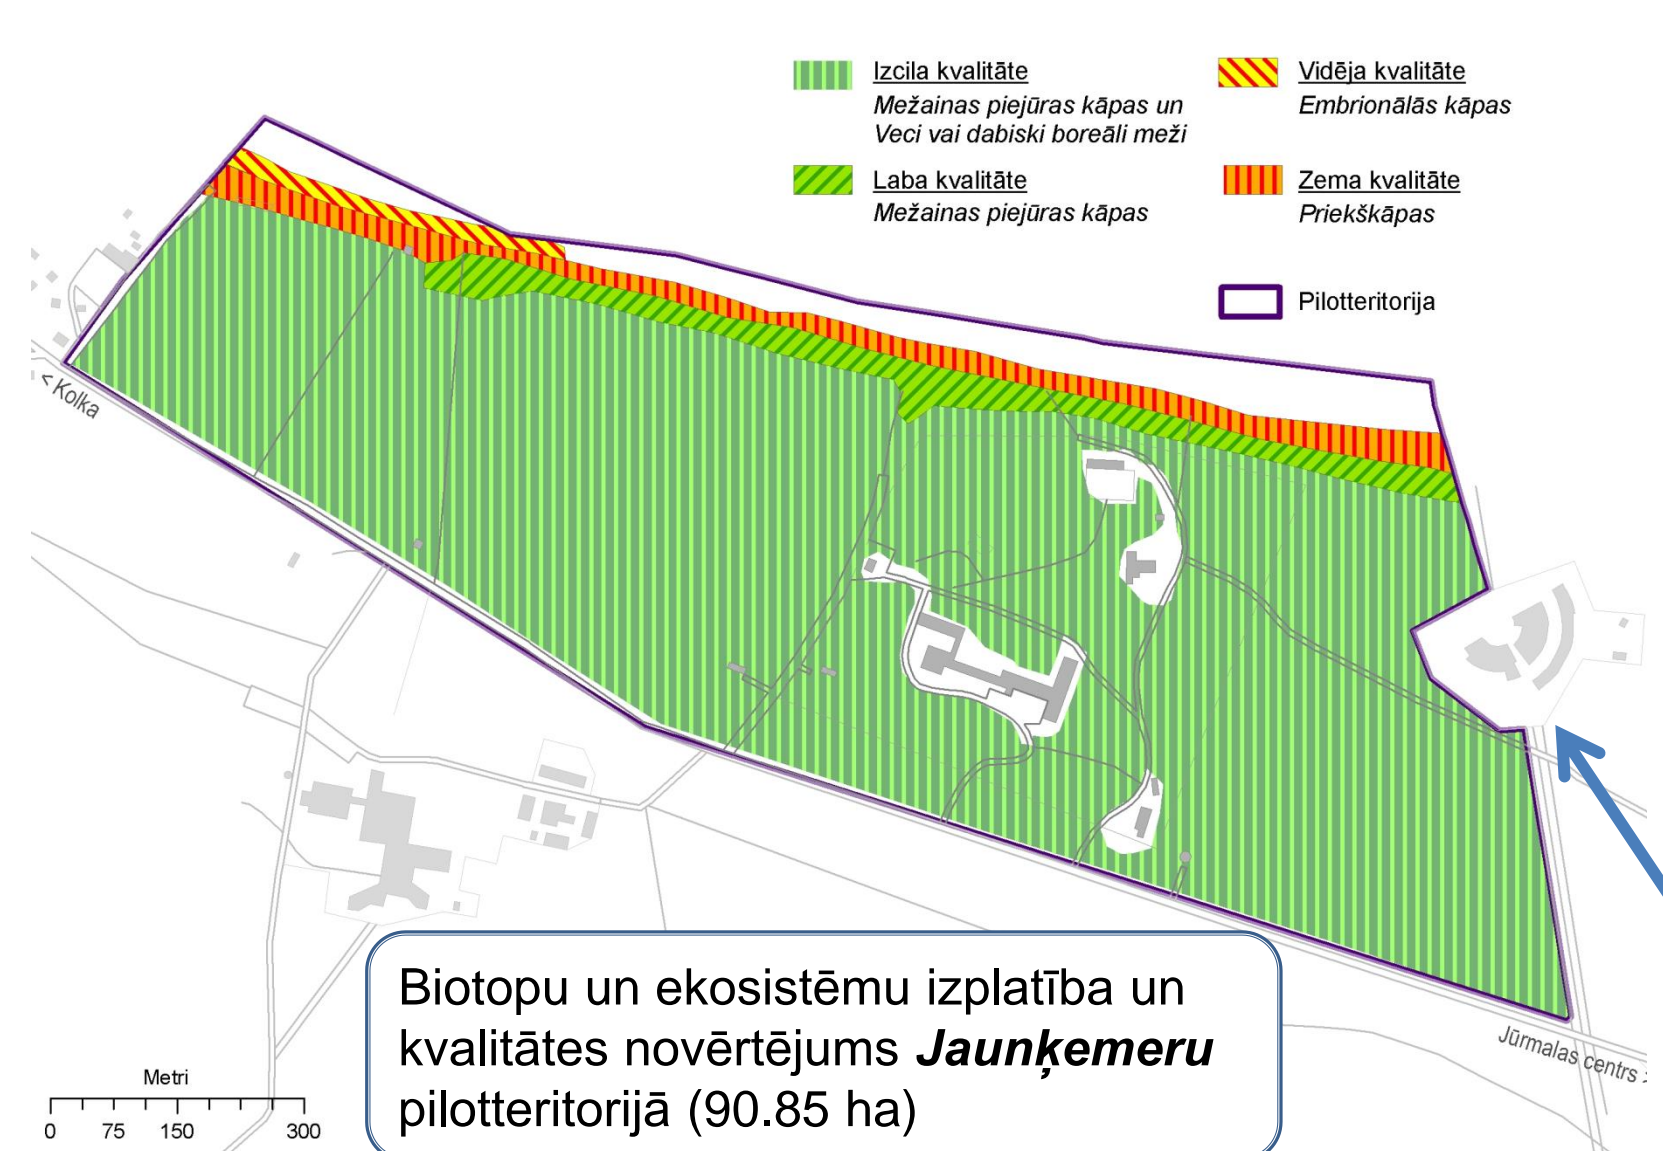 Izcila kvalitāte
Mežainas piejūras kāpas un
Veci vai dabiski boreāli meži
Laba kvalitāte
Mežainas piejūras kāpas
Vidēja kvalitāte
Embrionālās kāpas
Zema kvalitāte
Priekškāpas
Pilotteritorija
< Kolka
Jūrmalas centrs >
Biotopu un ekosistēmu izplatība un
kvalitātes novērtējums Jaunķemeru
pilotteritorijā (90.85 ha)
Metri
0 75 150 300